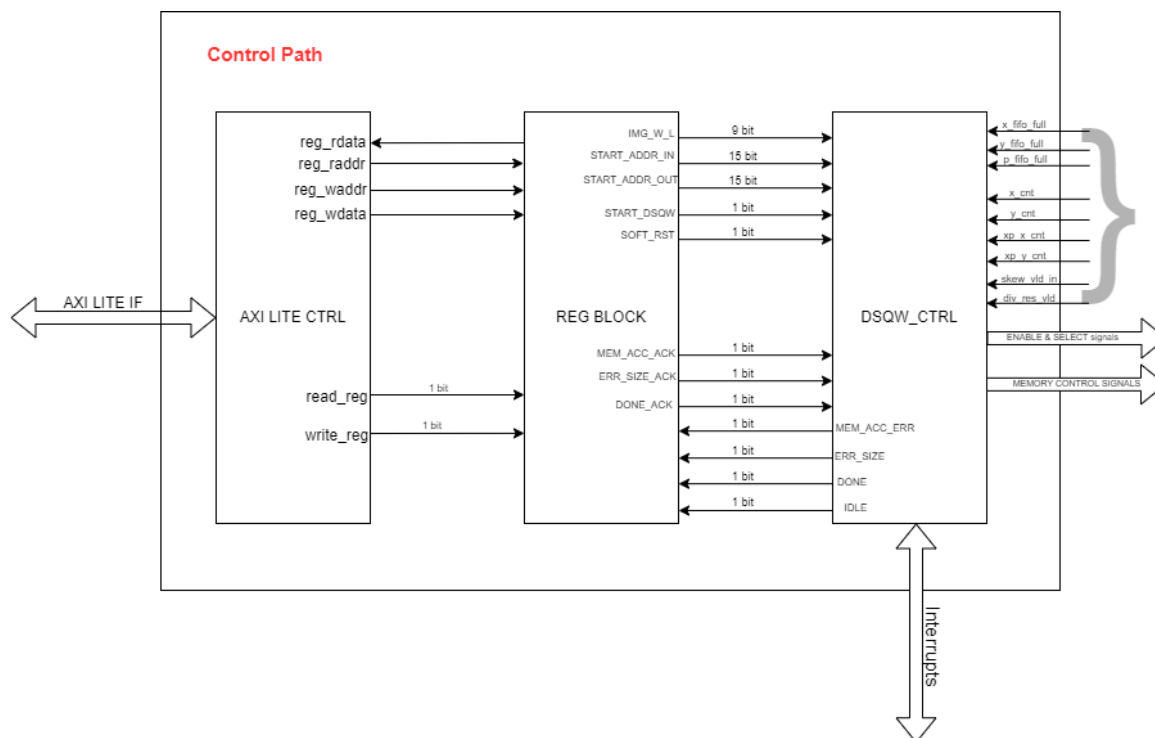 Control Path
reg_rdata
reg_raddr
reg_waddr
reg_wdata
AXI LITE IF
AXI LITE CTRL
read_reg
1 bit
write_reg
1 bit
IMG_W_L
9 bit
START_ADDR_IN
15 bit
START_ADDR_OUT
15 bit
START_DSQW
1 bit
SOFT_RST
1 bit
REG BLOCK
MEM_ACC_ACK
1 bit
ERR_SIZE_ACK
1 bit
DONE_ACK
1 bit
1 bit
MEM_ACC_ERR
1 bit
ERR_SIZE
1 bit
DONE
1 bit
IDLE
DSQW_CTRL
x_fifo_full
y_fifo_full
p_fifo_full
x_cnt
y_cnt
xp_x_cnt
xp_y_cnt
skew_vld_in
div_res_vld
ENABLE & SELECT signals
MEMORY CONTROL SIGNALS
Interrupts